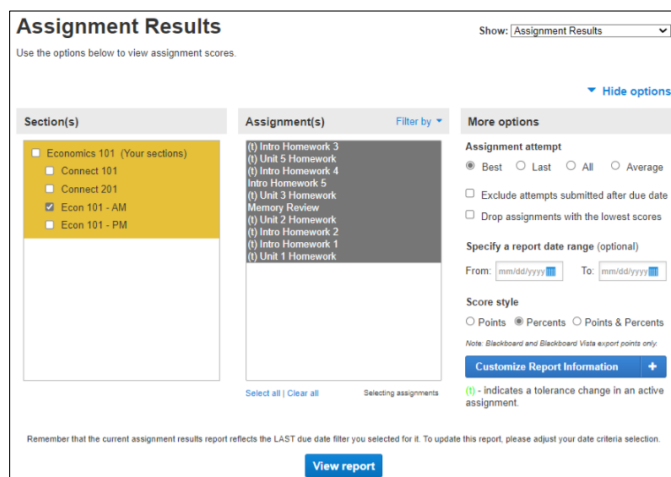 Assignment Results
Show: Assignment Results
Use the options below to view assignment scores.
Hide options
Section(s)
Economics 101 (Your sections)
Connect 101
Connect 201
Econ 101 - AM
Econ 101 - PM
Assignment(s) Filter by
(t) Intro Homework 3
(t) Unit 5 Homework
(t) Intro Homework 4
Intro Homework 5
(t) Unit 3 Homework
Memory Review
(t) Unit 2 Homework
(t) Intro Homework 2
(t) Intro Homework 1
(t) Unit 1 Homework
Select all | Clear all Selecting assignments
More options
Assignment attempt
Best Last All Average
Exclude attempts submitted after due date
Drop assignments with the lowest scores
Specify a report date range (optional)
From: mm/dd/yyyy To: mm/dd/yyyy
Score style
Points Percents Points & Percents
Note: Blackboard and Blackboard Vista export points only.
Customize Report Information +
(t) - indicates a tolerance change in an active
assignment.
Remember that the current assignment results report reflects the LAST due date filter you selected for it. To update this report, please adjust your date criteria selection.
View report